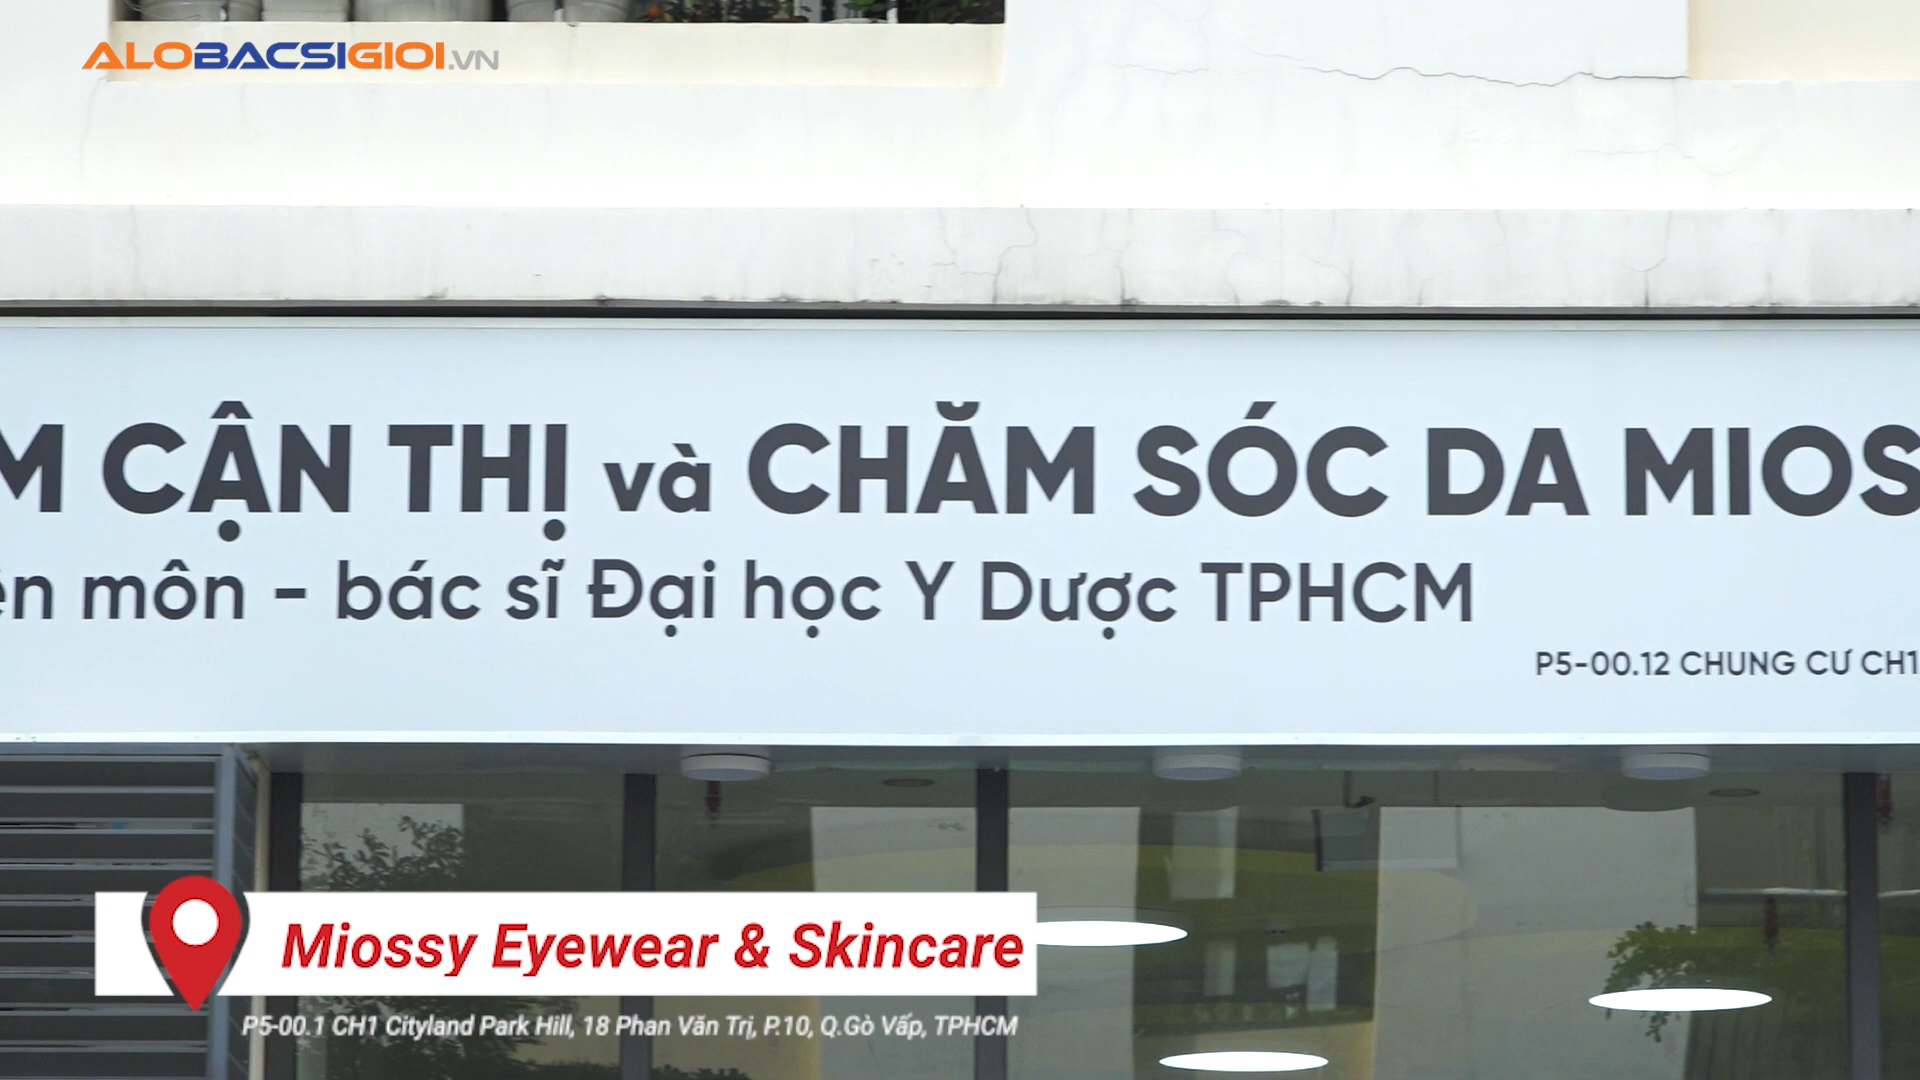 ALOBACSIGIOI.VN
M CẬN THỊ và CHĂM SÓC DA MIOS
ên môn - bác sĩ Đại học Y Dược TPHCM
P5-00.12 CHUNG CƯ CH1
Miossy Eyewear & Skincare
P5-00.1 CH1 Cityland Park Hill, 18 Phan Văn Trị, P.10, Q.Gò Vấp, TPHCM